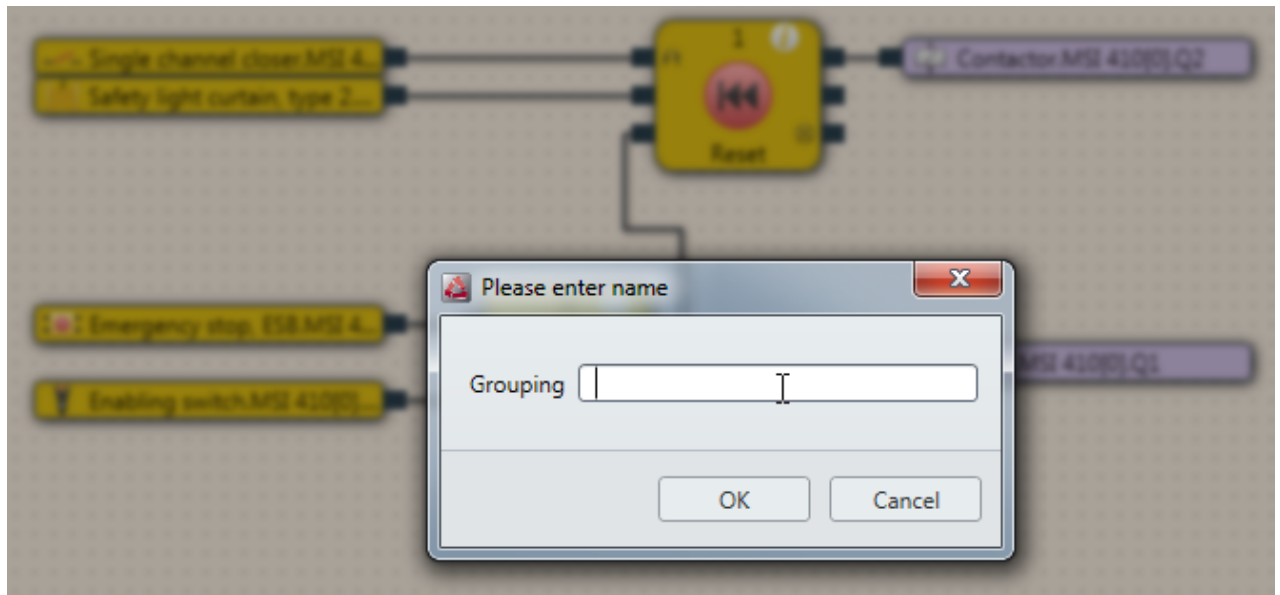 Single channel closer.MSI 4...
Safety light curtain, type 2....
1
Reset
Contactor.MSI 410[0].Q2
Please enter name
Emergency stop, ESB.MSI 4...
MSI 410[0].Q1
Grouping
Enabling switch.MSI 410[0]....
OK
Cancel